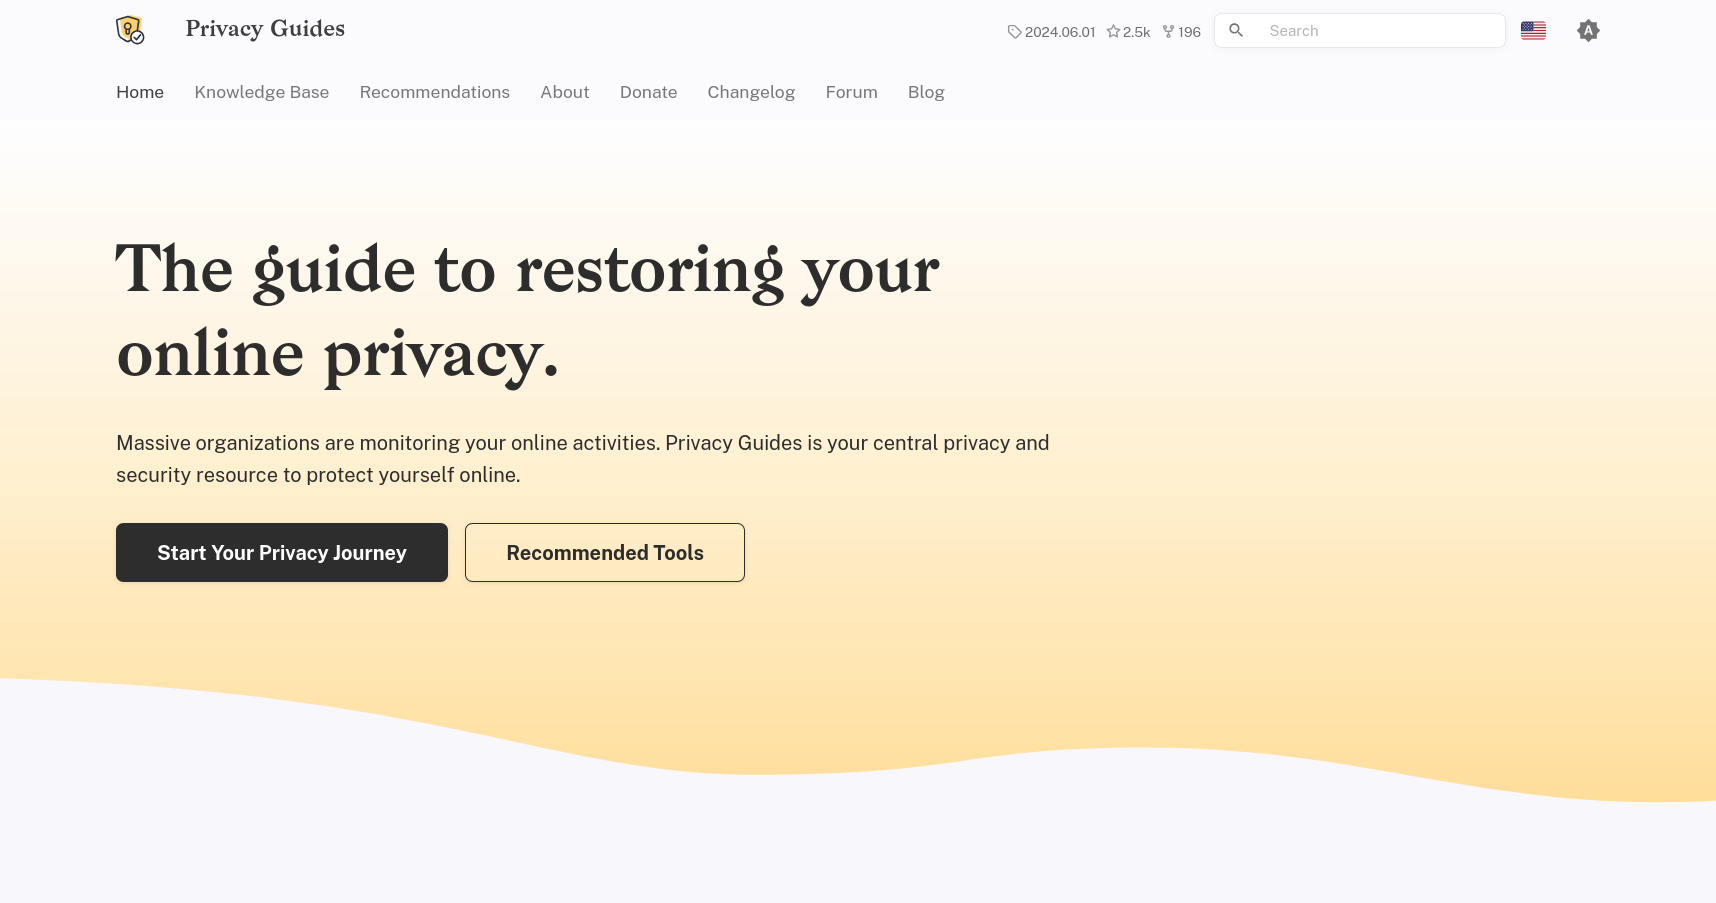 Privacy Guides
2024.06.01 2.5k 196
Search
A
Home Knowledge Base Recommendations About Donate Changelog Forum Blog
The guide to restoring your
online privacy.
Massive organizations are monitoring your online activities. Privacy Guides is your central privacy and
security resource to protect yourself online.
Start Your Privacy Journey Recommended Tools